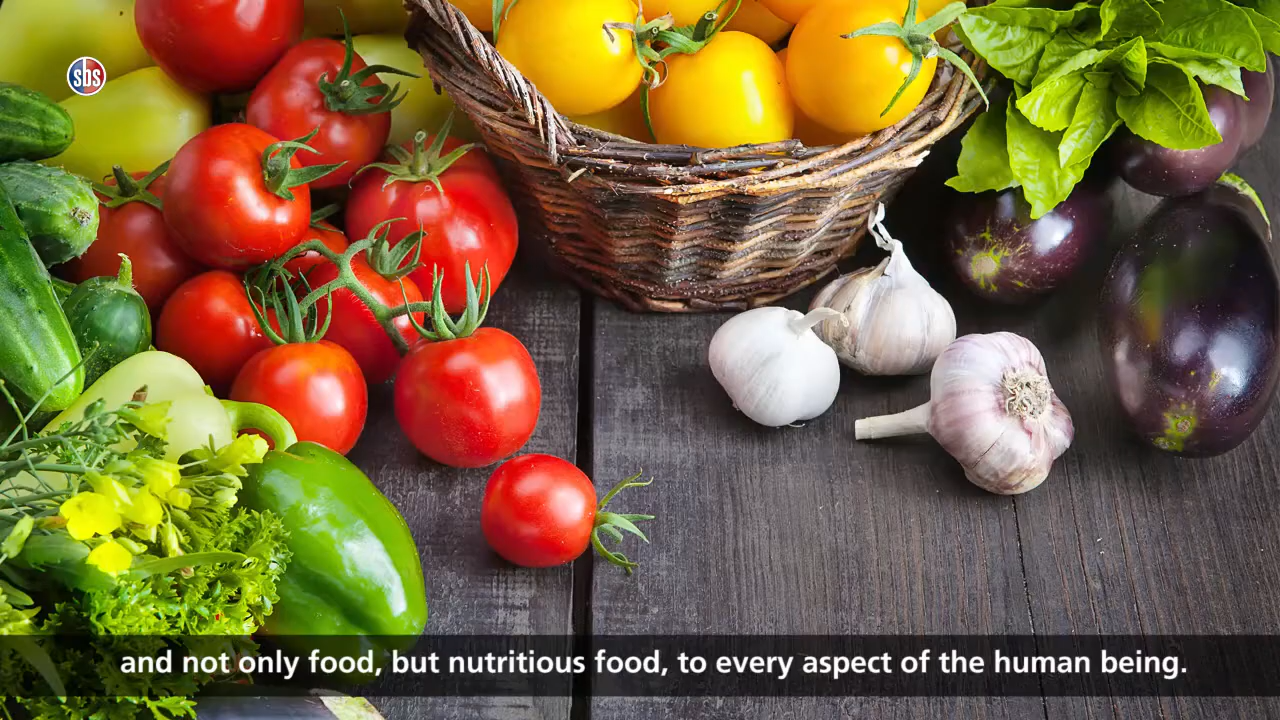 sbs
and not only food, but nutritious food, to every aspect of the human being.